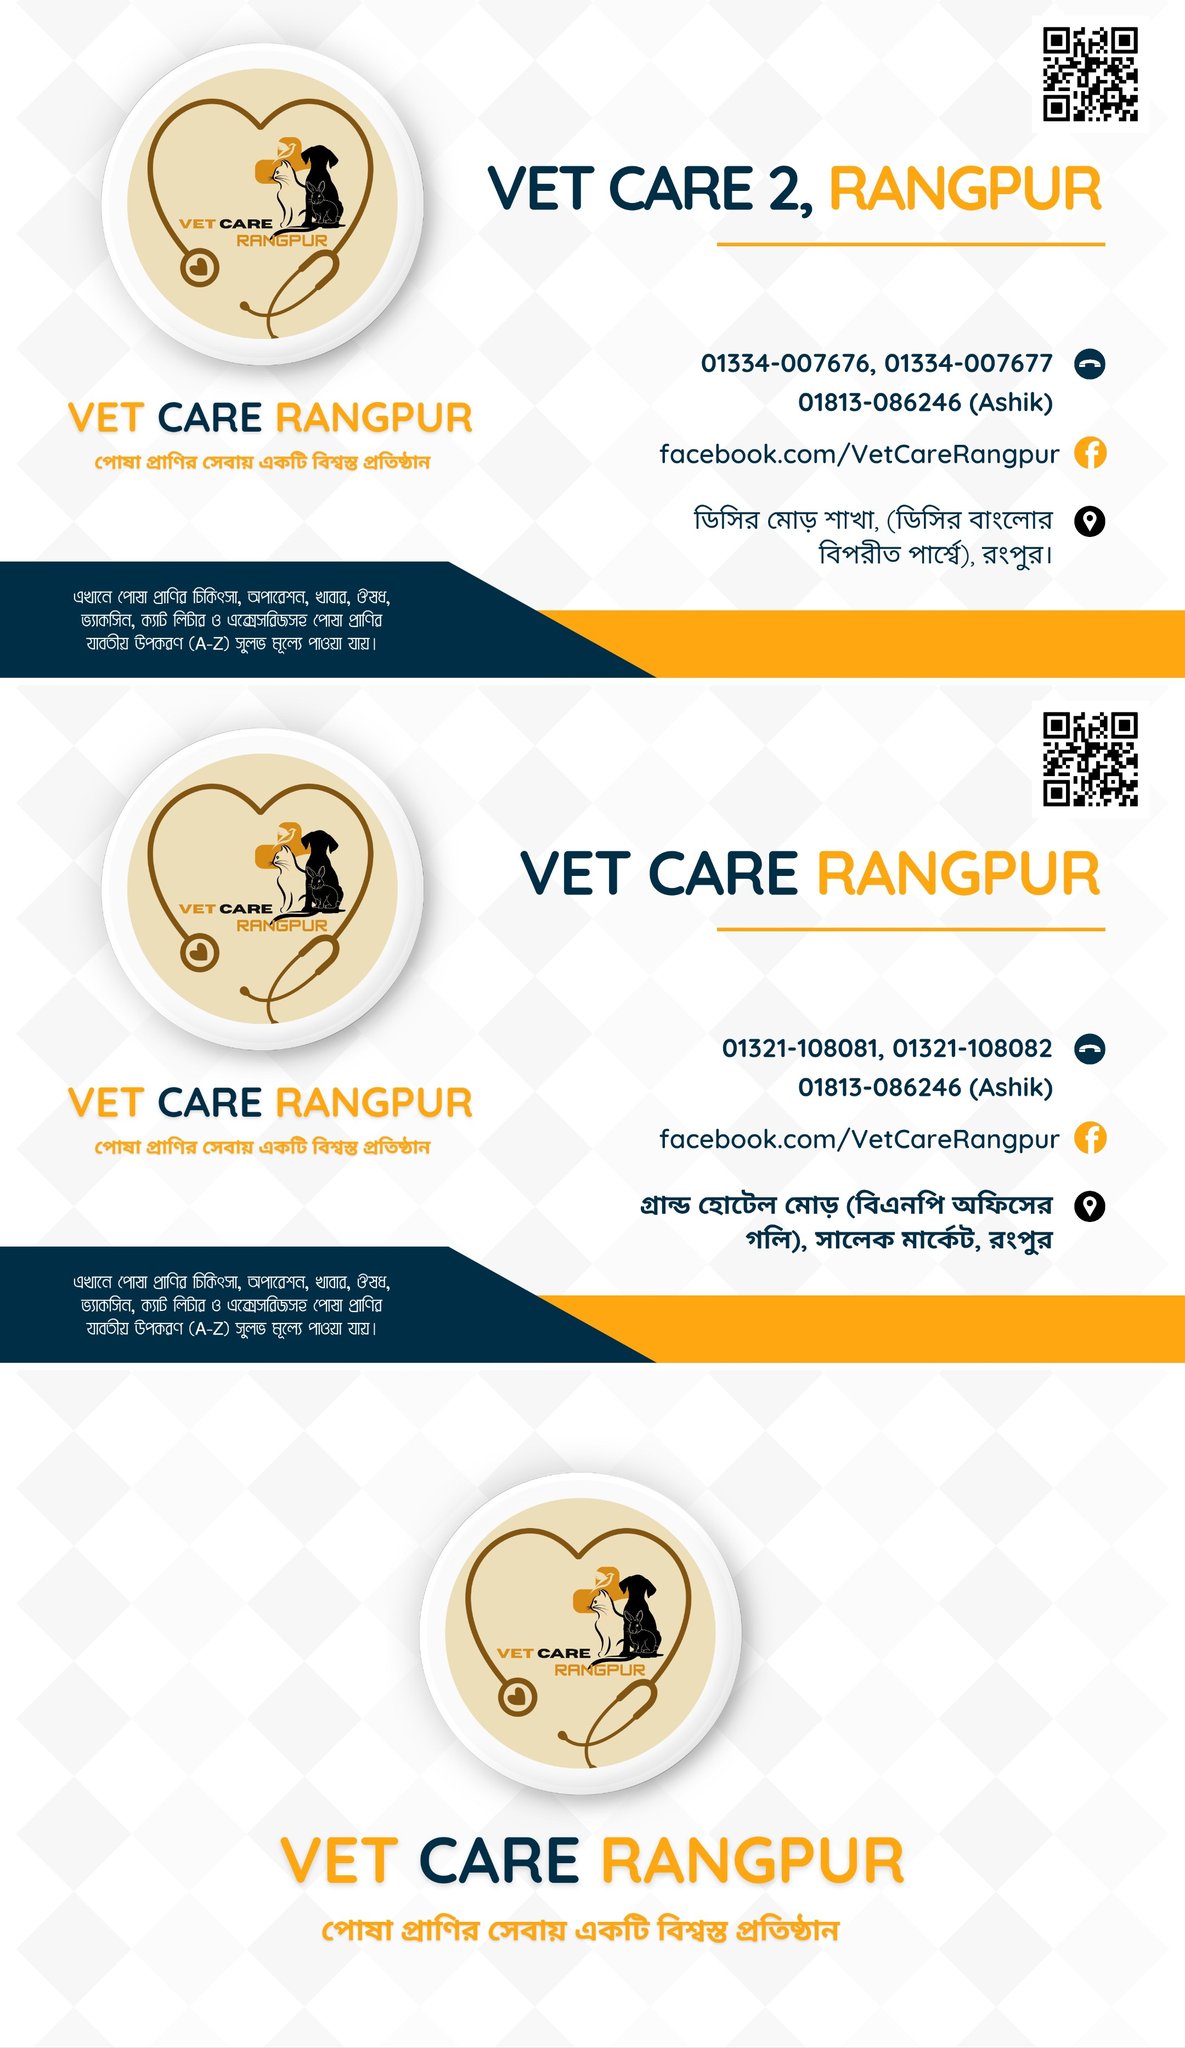 VET CARE
RANGPUR
VET CARE RANGPUR
পোষা প্রাণির সেবায় একটি বিশ্বস্ত প্রতিষ্ঠান
VET CARE 2, RANGPUR
01334-007676, 01334-007677
01813-086246 (Ashik)
facebook.com/VetCareRangpur
ডিসির মোড় শাখা, (ডিসির বাংলোর
বিপরীত পার্শ্বে), রংপুর।
এখানে পোষা প্রাণির চিকিৎসা, অপারেশন, খাবার, ঔষধ,
ভ্যাকসিন, ক্যাট লিটার ও এক্সেসরিজসহ পোষা প্রাণির
যাবতীয় উপকরণ (A-Z) সুলভ মূল্যে পাওয়া যায়।
VET CARE
RANGPUR
VET CARE RANGPUR
পোষা প্রাণির সেবায় একটি বিশ্বস্ত প্রতিষ্ঠান
VET CARE RANGPUR
01321-108081, 01321-108082
01813-086246 (Ashik)
facebook.com/VetCareRangpur
গ্রান্ড হোটেল মোড় (বিএনপি অফিসের
গলি), সালেক মার্কেট, রংপুর
এখানে পোষা প্রাণির চিকিৎসা, অপারেশন, খাবার, ঔষধ,
ভ্যাকসিন, ক্যাট লিটার ও এক্সেসরিজসহ পোষা প্রাণির
যাবতীয় উপকরণ (A-Z) সুলভ মূল্যে পাওয়া যায়।
VET CARE
RANGPUR
VET CARE RANGPUR
পোষা প্রাণির সেবায় একটি বিশ্বস্ত প্রতিষ্ঠান